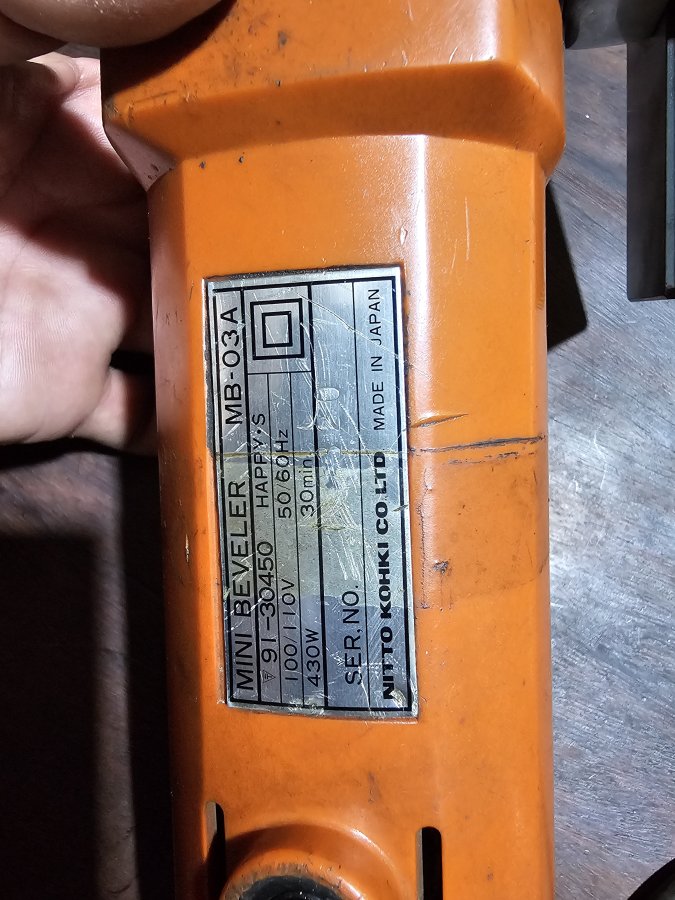 MINI BEVELER MB-03A
91-30450 HAPPY·S
100/110V 50/60Hz
430W 30min
SER. NO.
NITTO KOHKI CO.LTD MADE IN JAPAN